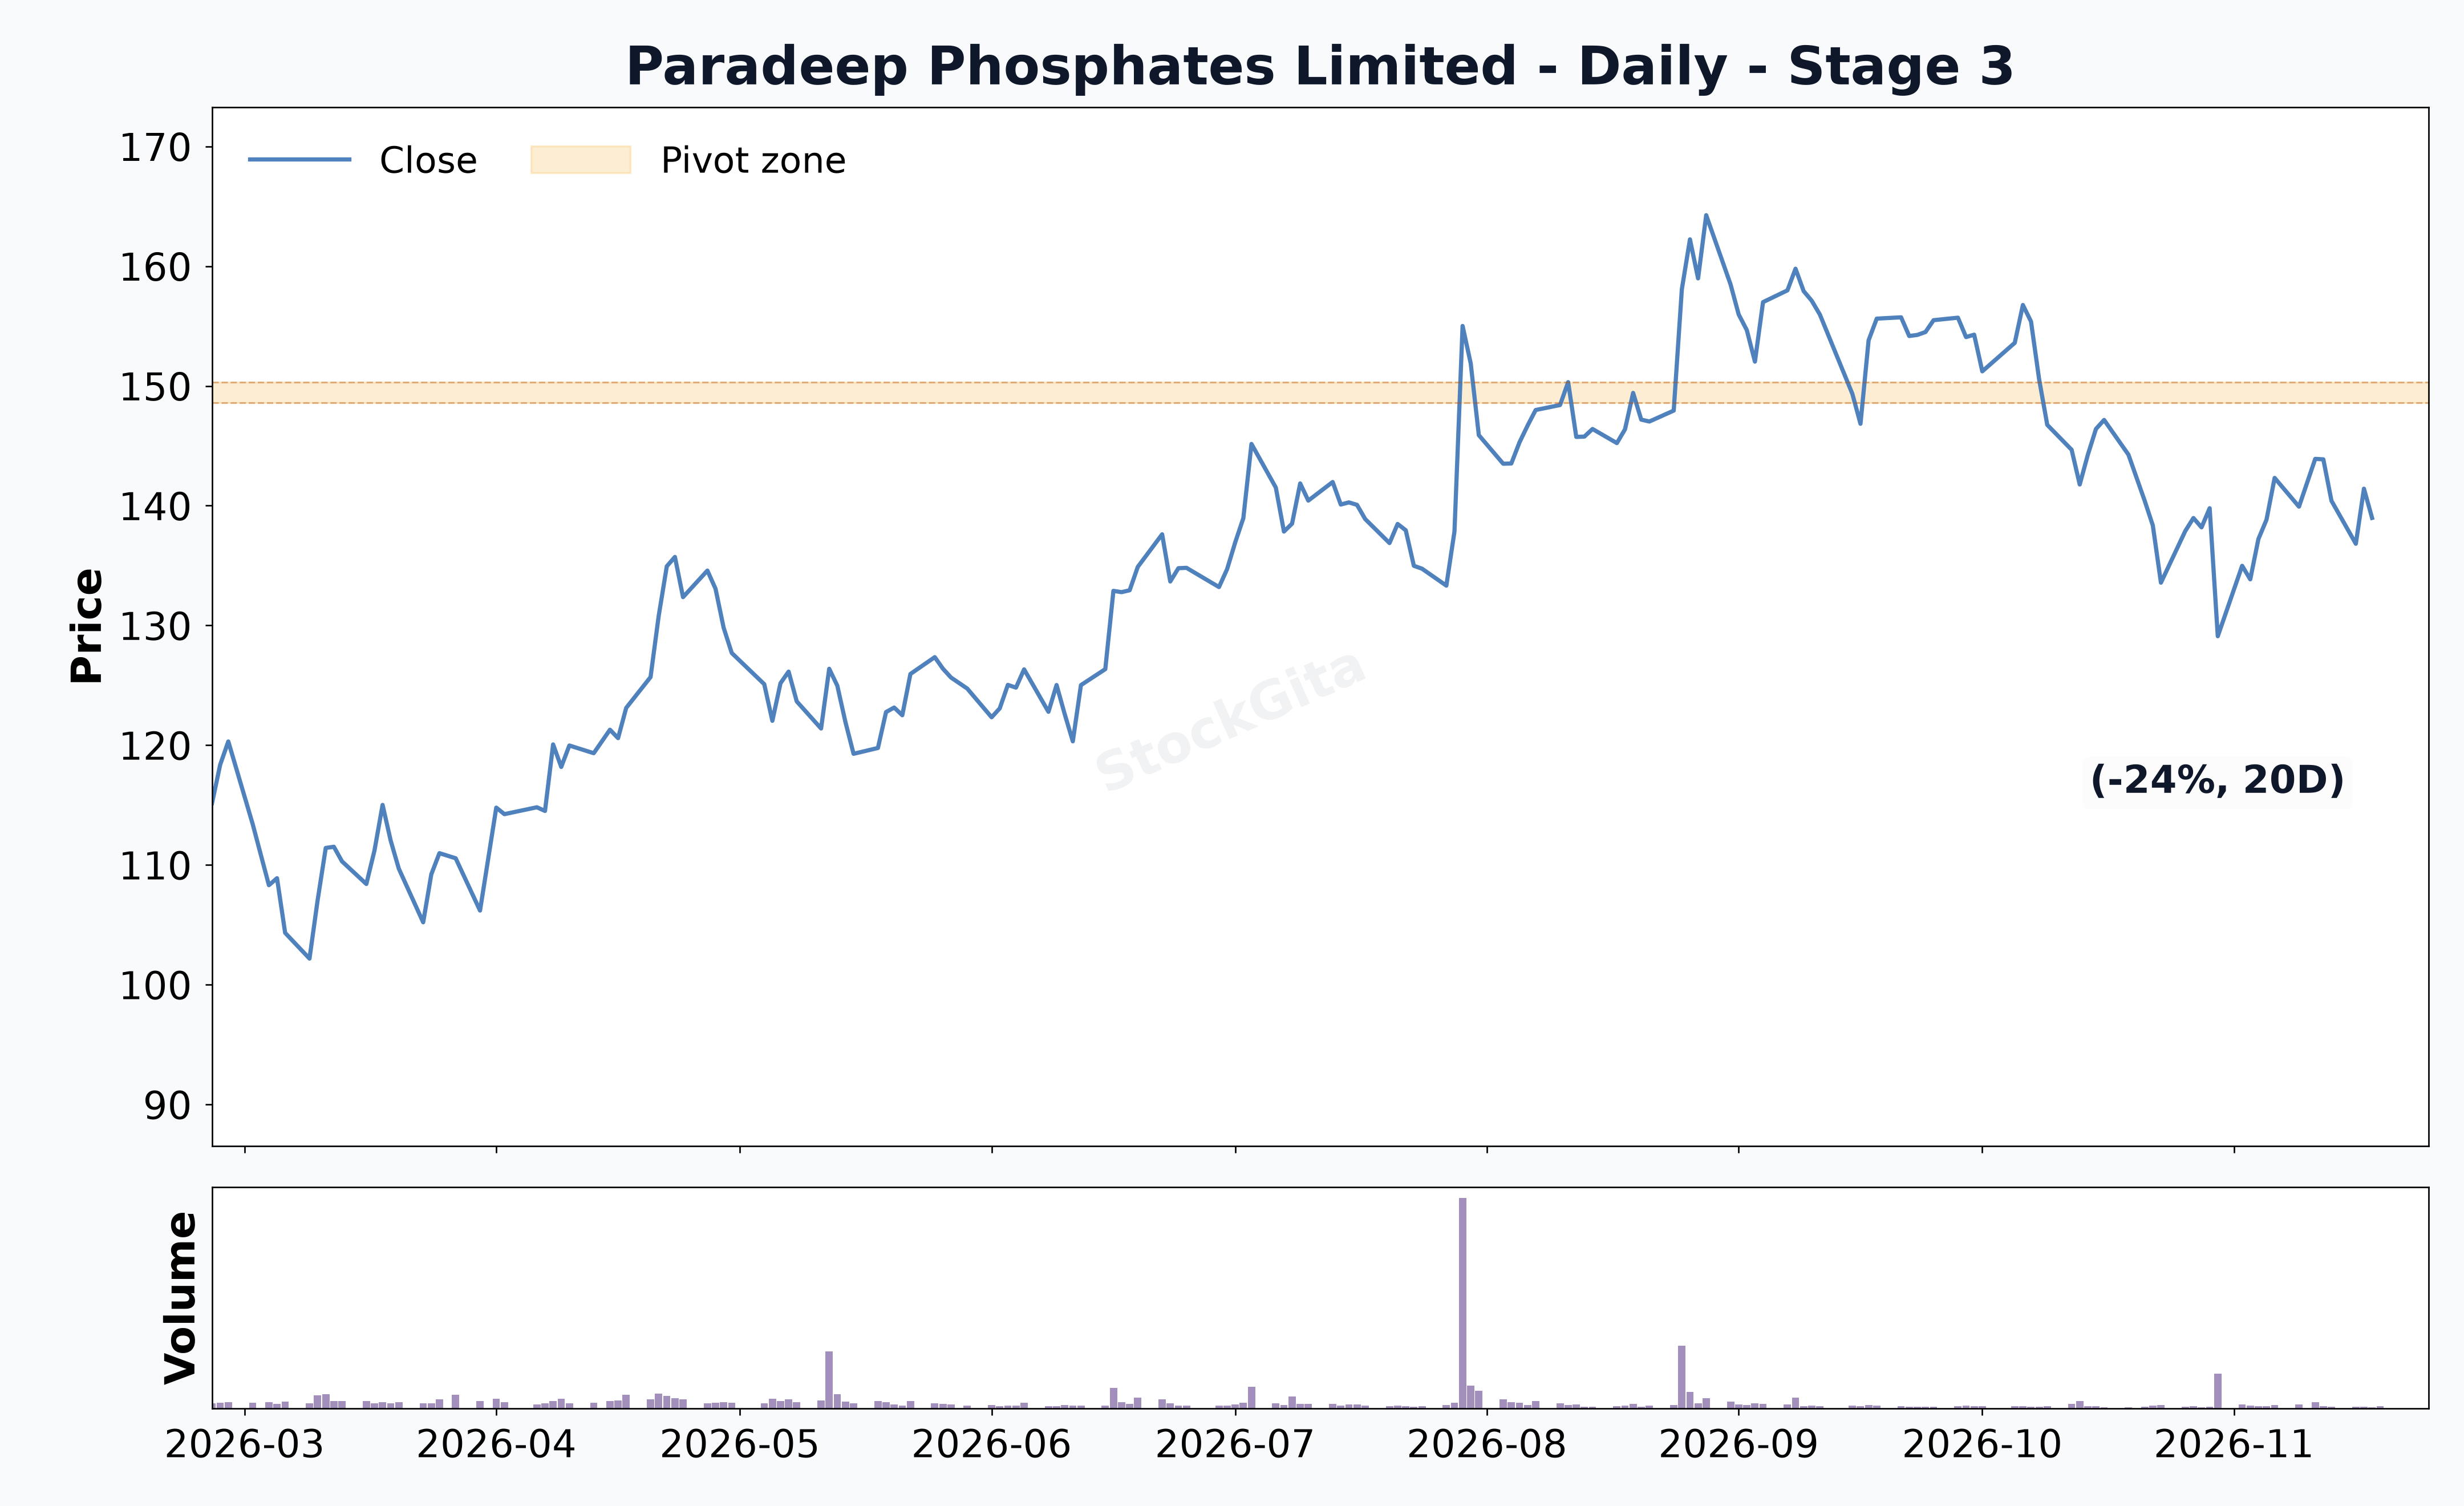 Paradeep Phosphates Limited - Daily - Stage 3
Close
Pivot zone
170
160
150
140
130
120
110
100
90
Price
StockGita
(-24%, 20D)
Volume
2026-03
2026-04
2026-05
2026-06
2026-07
2026-08
2026-09
2026-10
2026-11